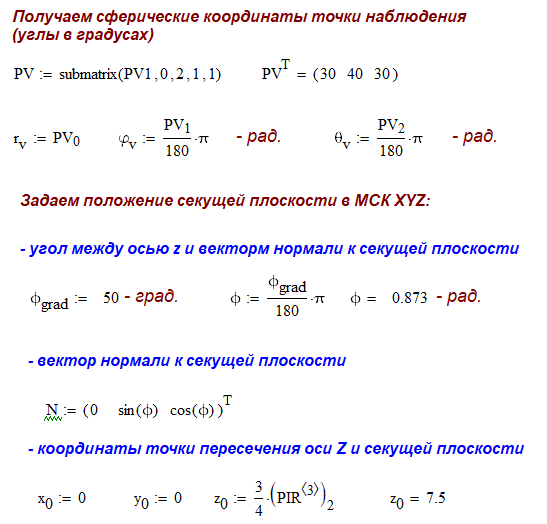 Получаем сферические координаты точки наблюдения
(углы в градусах)
PV := submatrix(PV1, 0, 2, 1, 1) PV^T = (30 40 30)
r_v := PV_0 φ_v := PV_1/180·π - рад. θ_v := PV_2/180·π - рад.
Задаем положение секущей плоскости в МСК XYZ:
- угол между осью z и векторм нормали к секущей плоскости
ϕ_grad := 50 - град. ϕ := ϕ_grad/180·π ϕ = 0.873 - рад.
- вектор нормали к секущей плоскости
N := (0 sin(ϕ) cos(ϕ))^T
- координаты точки пересечения оси Z и секущей плоскости
x_0 := 0 y_0 := 0 z_0 := 3/4·(PIR^⟨3⟩)_2 z_0 = 7.5